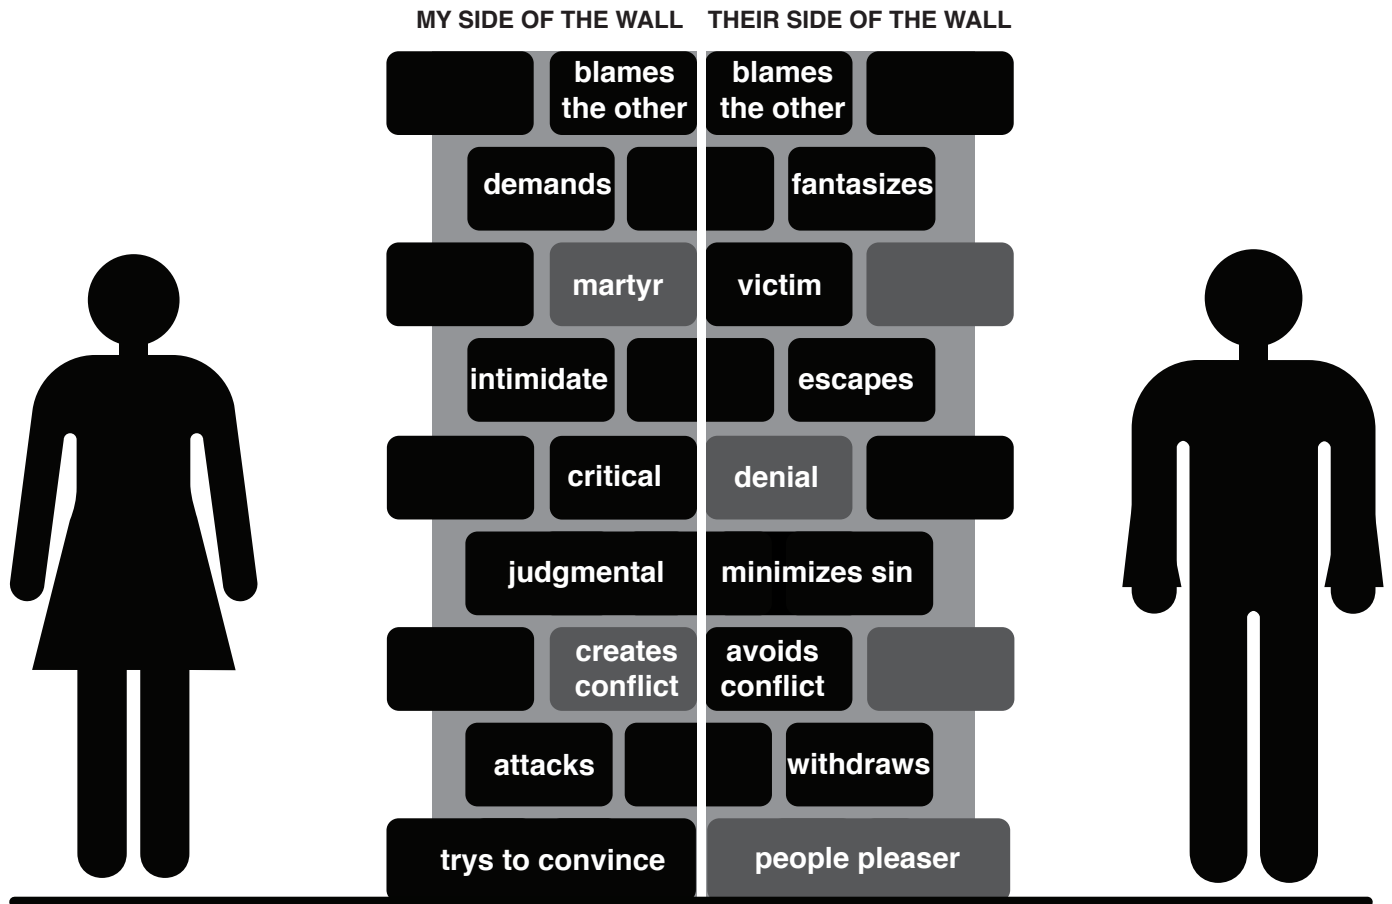 MY SIDE OF THE WALL
THEIR SIDE OF THE WALL
blames
the other
blames
the other
demands
fantasizes
martyr
victim
intimidate
escapes
critical
denial
judgmental
minimizes sin
creates
conflict
avoids
conflict
attacks
withdraws
trys to convince
people pleaser